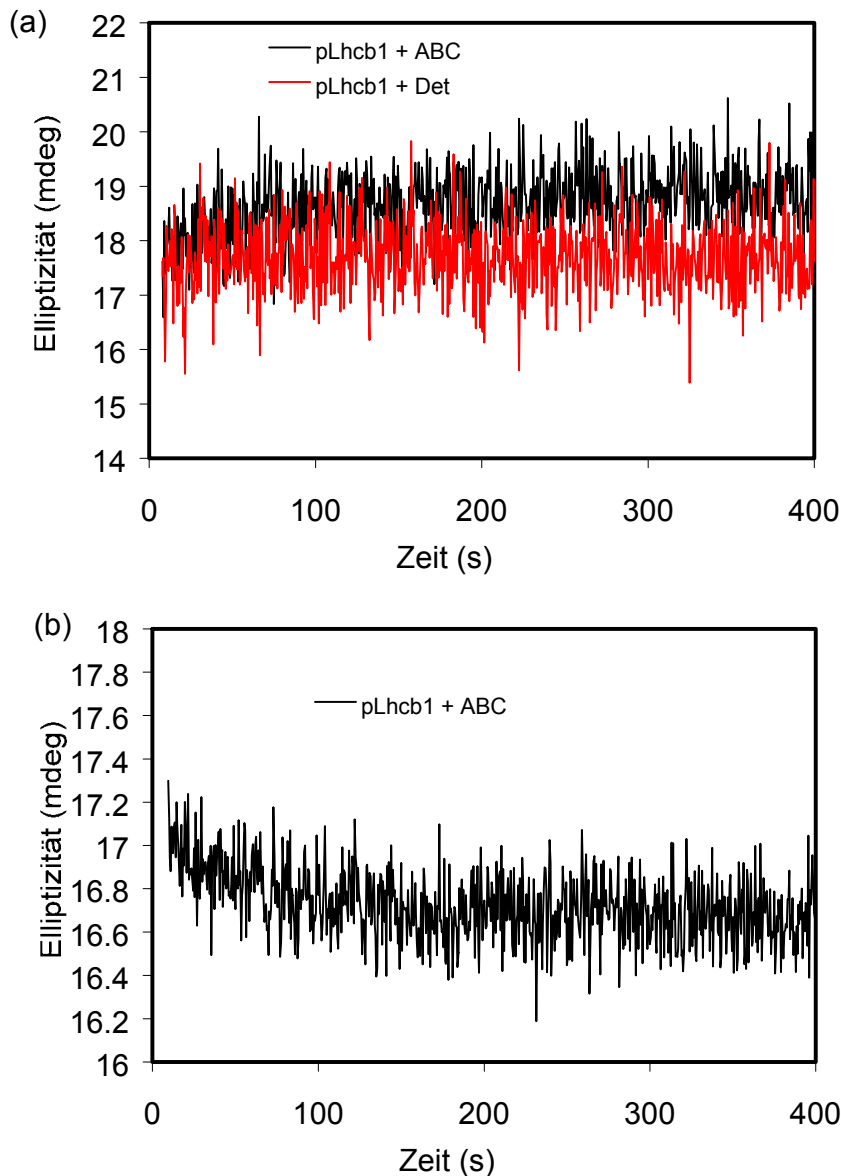 (a)
22
21
20
19
18
17
16
15
14
Elliptizität (mdeg)
pLhcb1 + ABC
pLhcb1 + Det
0 100 200 300 400
Zeit (s)
(b)
18
17.8
17.6
17.4
17.2
17
16.8
16.6
16.4
16.2
16
Elliptizität (mdeg)
pLhcb1 + ABC
0 100 200 300 400
Zeit (s)